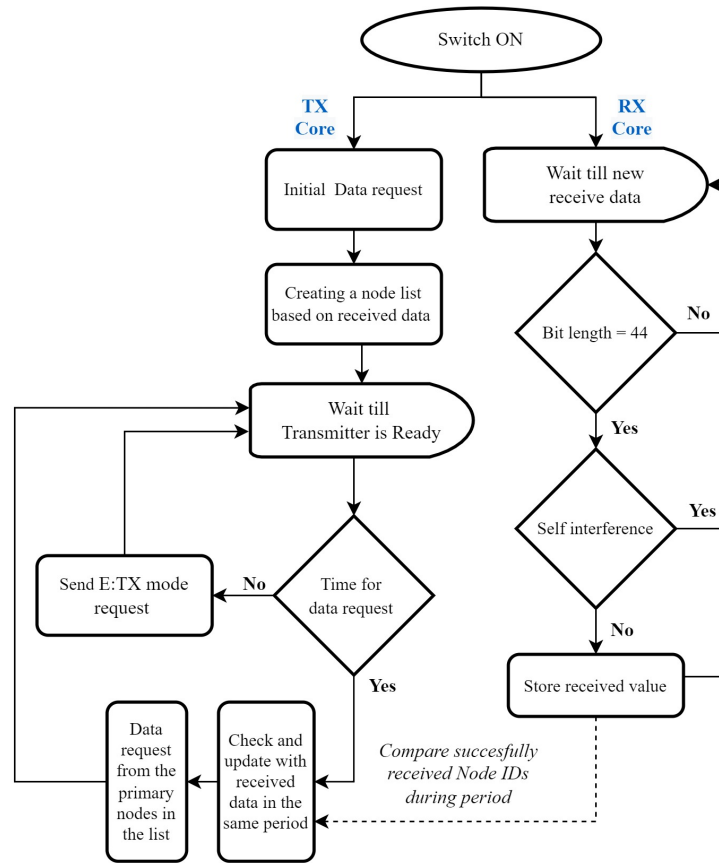 Switch ON
TX
Core
RX
Core
Initial Data request
Wait till new
receive data
Creating a node list
based on received data
Bit length = 44
No
Yes
Wait till
Transmitter is Ready
Self interference
Yes
No
Time for
data request
No
Send E:TX mode
request
Yes
Store received value
Data
request
from the
primary
nodes in
the list
Check and
update with
received
data in the
same period
Compare succesfully
received Node IDs
during period